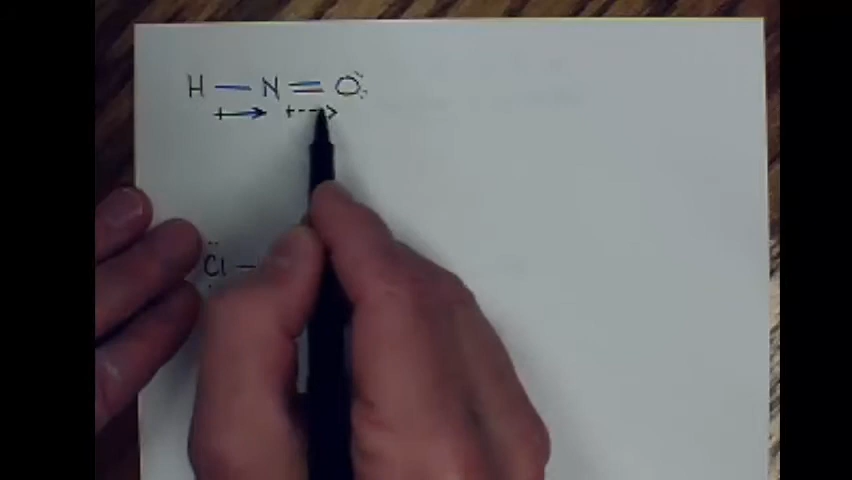 H — N = O
Cl —